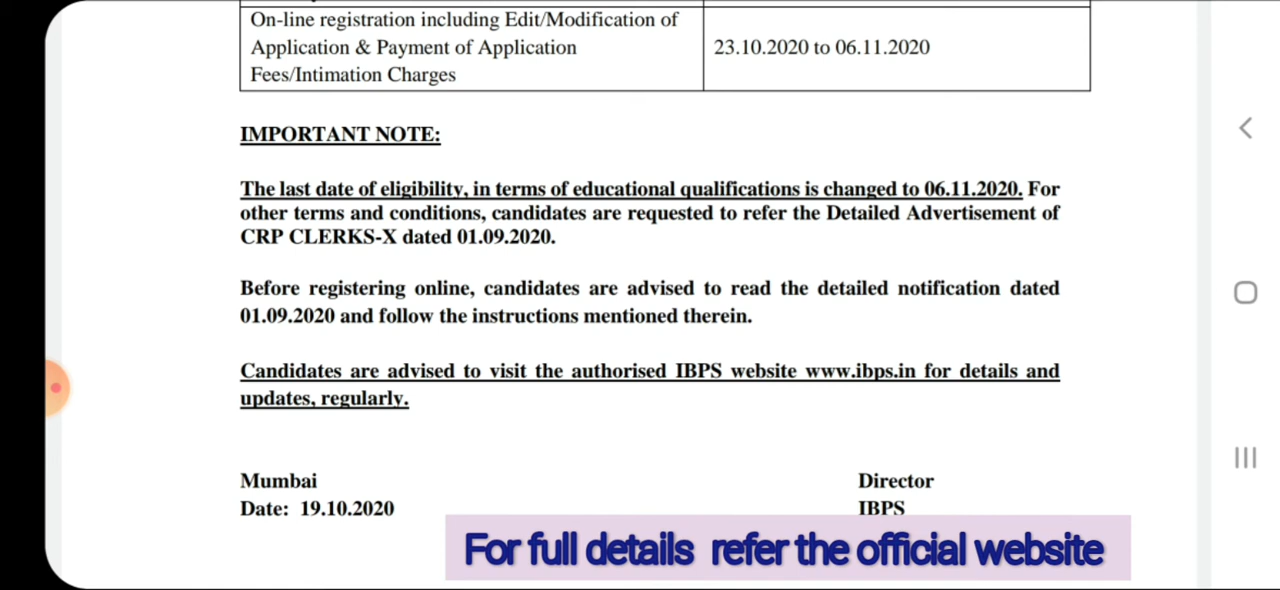 On-line registration including Edit/Modification of
Application & Payment of Application
Fees/Intimation Charges
23.10.2020 to 06.11.2020
IMPORTANT NOTE:
The last date of eligibility, in terms of educational qualifications is changed to 06.11.2020. For
other terms and conditions, candidates are requested to refer the Detailed Advertisement of
CRP CLERKS-X dated 01.09.2020.
Before registering online, candidates are advised to read the detailed notification dated
01.09.2020 and follow the instructions mentioned therein.
Candidates are advised to visit the authorised IBPS website www.ibps.in for details and
updates, regularly.
Mumbai
Director
Date: 19.10.2020
IBPS
For full details refer the official website